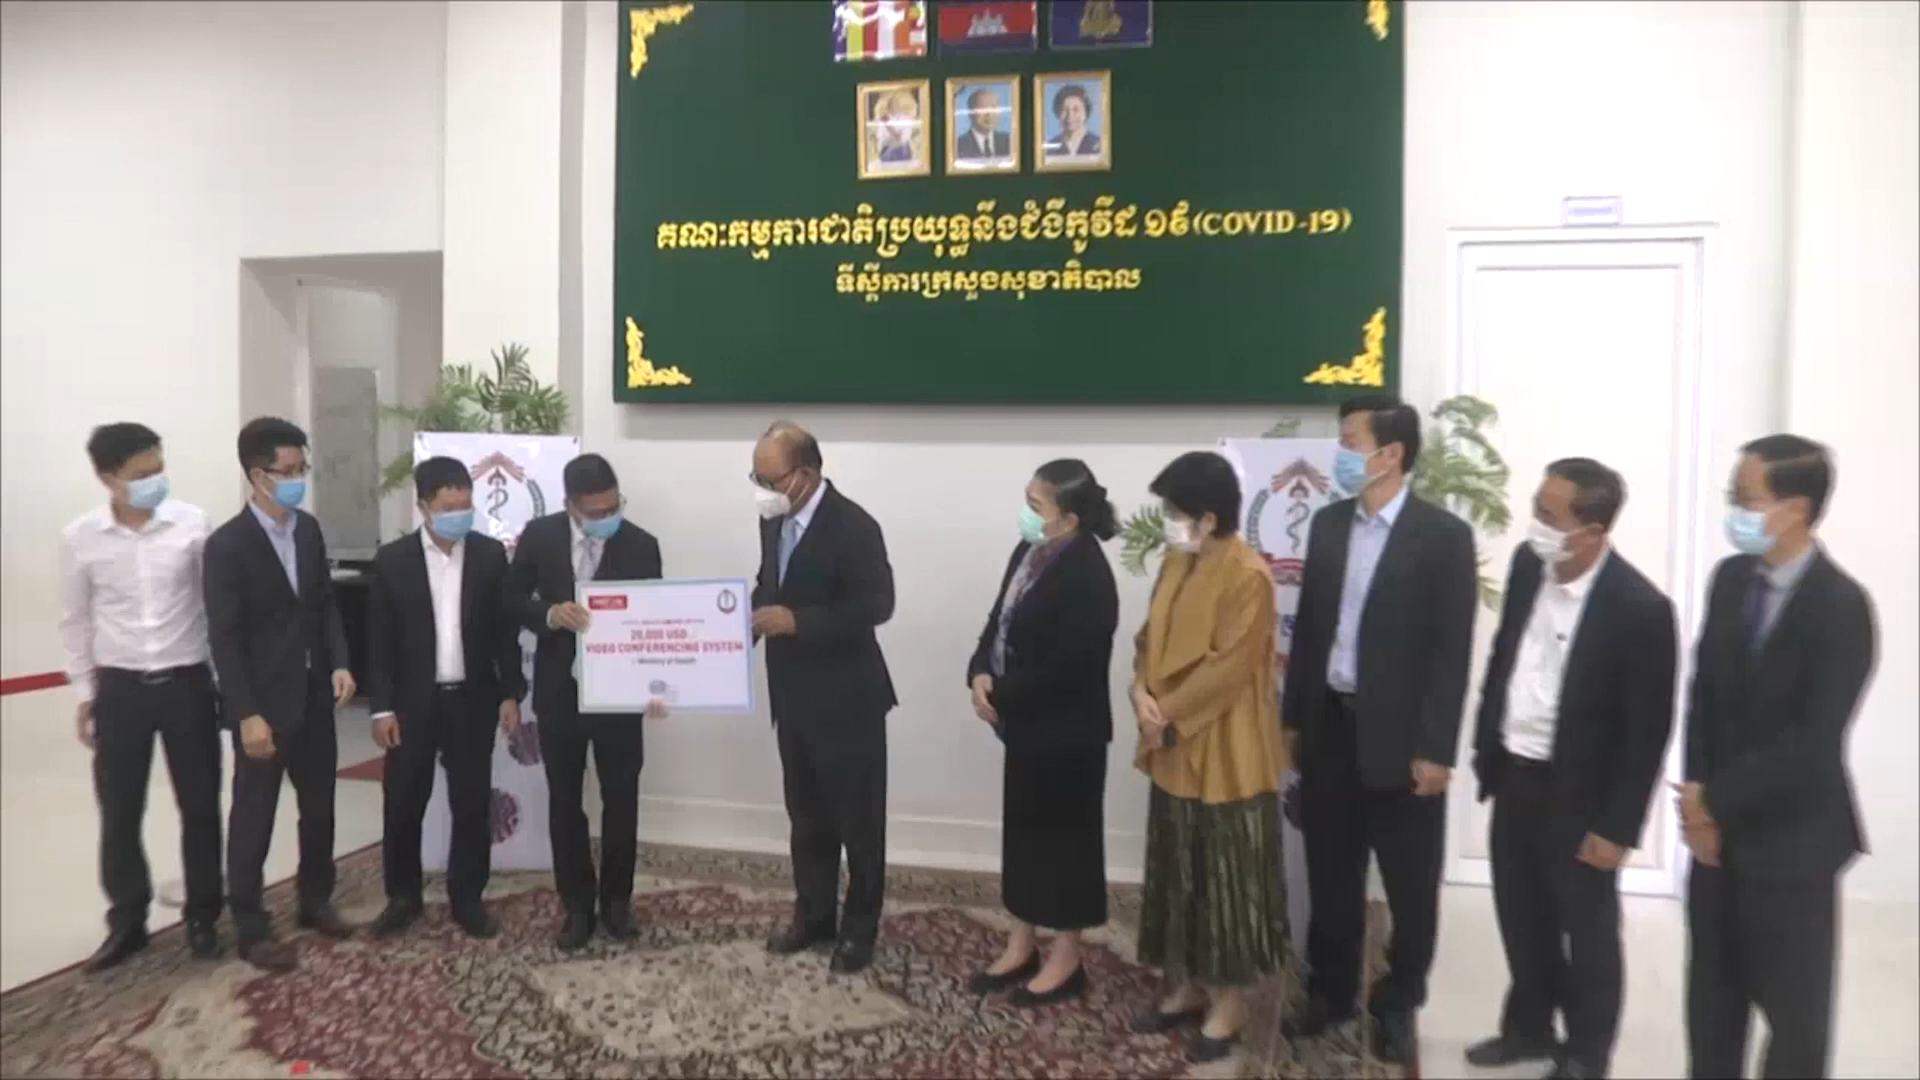 គណៈកម្មការជាតិប្រយុទ្ធនឹងជំងឺកូវីដ ១៩ (COVID-19)
ទីស្តីការក្រសួងសុខាភិបាល
20,000 USD
VIDEO CONFERENCING SYSTEM
Ministry of Health